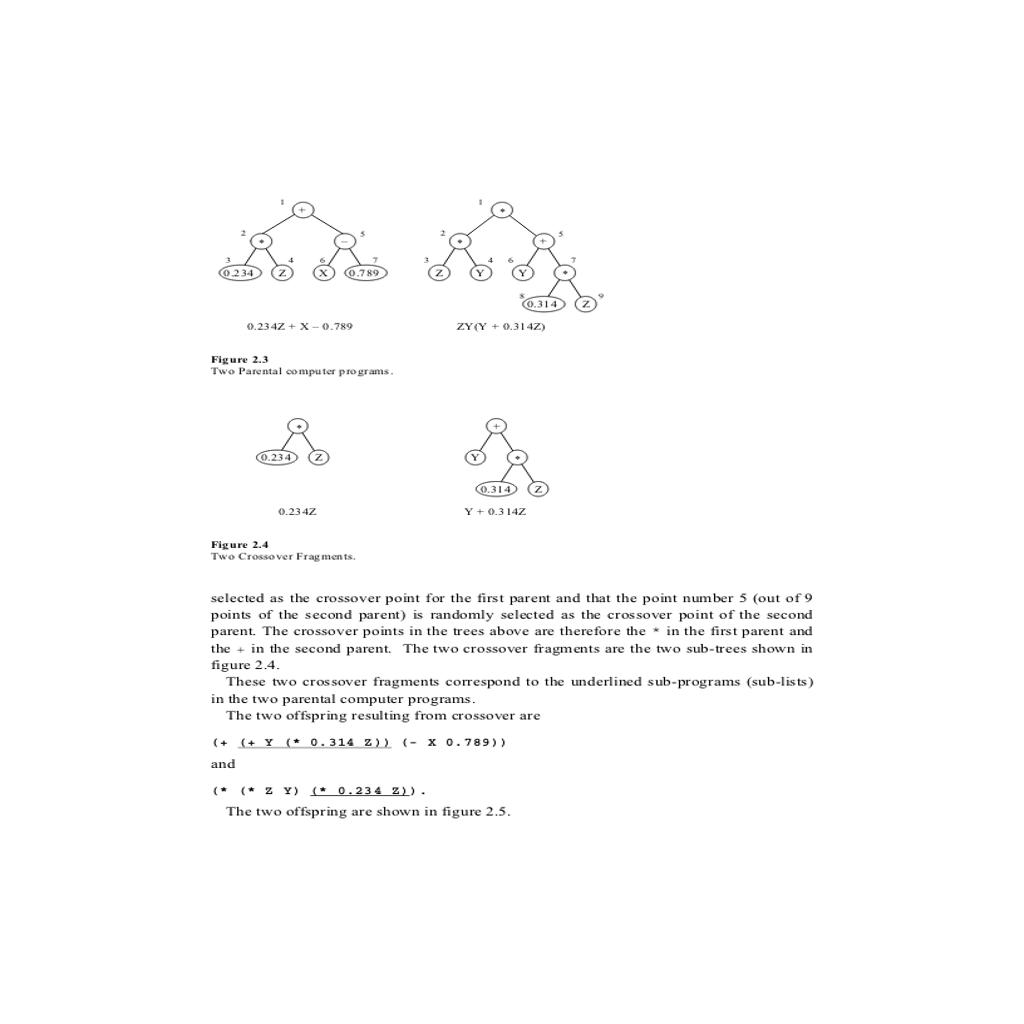 1 + 1 *
2 * − 5 2 * + 5
3 0.234 4 Z 6 X 7 0.789 3 Z 4 Y 6 Y 7 *
8 0.314 Z 9
0.234Z + X – 0.789 ZY(Y + 0.314Z)
Figure 2.3
Two Parental computer programs.
* +
0.234 Z Y *
0.314 Z
0.234Z Y + 0.314Z
Figure 2.4
Two Crossover Fragments.
selected as the crossover point for the first parent and that the point number 5 (out of 9
points of the second parent) is randomly selected as the crossover point of the second
parent. The crossover points in the trees above are therefore the * in the first parent and
the + in the second parent. The two crossover fragments are the two sub-trees shown in
figure 2.4.
These two crossover fragments correspond to the underlined sub-programs (sub-lists)
in the two parental computer programs.
The two offspring resulting from crossover are
(+ (+ Y (* 0.314 Z)) (- X 0.789))
and
(* (* Z Y) (* 0.234 Z)).
The two offspring are shown in figure 2.5.